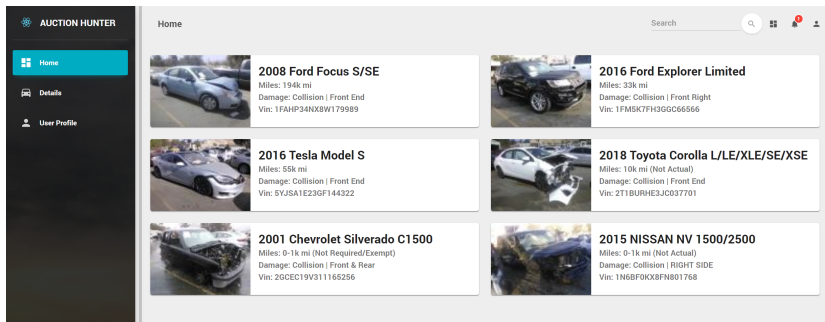 AUCTION HUNTER
Home
Details
User Profile
Home
Search
2008 Ford Focus S/SE
Miles: 194k mi
Damage: Collision | Front End
Vin: 1FAHP34NX8W179989
2016 Ford Explorer Limited
Miles: 33k mi
Damage: Collision | Front Right
Vin: 1FM5K7FH3GGC66566
2016 Tesla Model S
Miles: 55k mi
Damage: Collision | Front End
Vin: 5YJSA1E23GF144322
2018 Toyota Corolla L/LE/XLE/SE/XSE
Miles: 10k mi (Not Actual)
Damage: Collision | Front End
Vin: 2T1BURHE3JC037701
2001 Chevrolet Silverado C1500
Miles: 0-1k mi (Not Required/Exempt)
Damage: Collision | Front & Rear
Vin: 2GCEC19V311165256
2015 NISSAN NV 1500/2500
Miles: 0-1k mi (Not Actual)
Damage: Collision | RIGHT SIDE
Vin: 1N6BF0KX8FN801768